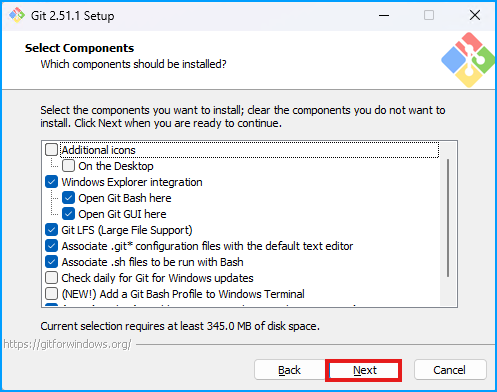 Git 2.51.1 Setup
Select Components
Which components should be installed?
Select the components you want to install; clear the components you do not want to
install. Click Next when you are ready to continue.
Additional icons
On the Desktop
Windows Explorer integration
Open Git Bash here
Open Git GUI here
Git LFS (Large File Support)
Associate .git* configuration files with the default text editor
Associate .sh files to be run with Bash
Check daily for Git for Windows updates
(NEW!) Add a Git Bash Profile to Windows Terminal
Current selection requires at least 345.0 MB of disk space.
https://gitforwindows.org/
Back
Next
Cancel